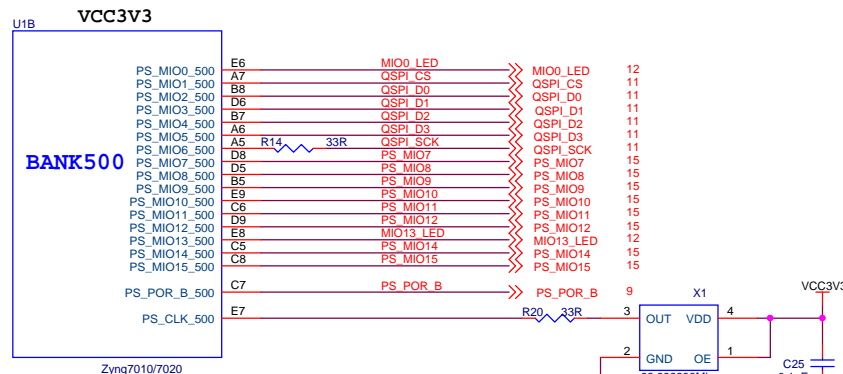 VCC3V3
U1B
PS_MIO0_500 E6 MIO0_LED MIO0_LED 12
PS_MIO1_500 A7 QSPI_CS QSPI_CS 11
PS_MIO2_500 B8 QSPI_D0 QSPI_D0 11
PS_MIO3_500 D6 QSPI_D1 QSPI_D1 11
PS_MIO4_500 B7 QSPI_D2 QSPI_D2 11
PS_MIO5_500 A6 QSPI_D3 QSPI_D3 11
PS_MIO6_500 A5 R14 33R QSPI_SCK QSPI_SCK 11
BANK500
PS_MIO7_500 D8 PS_MIO7 PS_MIO7 15
PS_MIO8_500 D5 PS_MIO8 PS_MIO8 15
PS_MIO9_500 B5 PS_MIO9 PS_MIO9 15
PS_MIO10_500 E9 PS_MIO10 PS_MIO10 15
PS_MIO11_500 C6 PS_MIO11 PS_MIO11 15
PS_MIO12_500 D9 PS_MIO12 PS_MIO12 15
PS_MIO13_500 E8 MIO13_LED MIO13_LED 12
PS_MIO14_500 C5 PS_MIO14 PS_MIO14 15
PS_MIO15_500 C8 PS_MIO15 PS_MIO15 15
PS_POR_B_500 C7 PS_POR_B PS_POR_B 9
X1
VCC3V3
PS_CLK_500 E7 R20 33R 3 OUT VDD 4
2 GND OE 1
C25
Zynq7010/7020